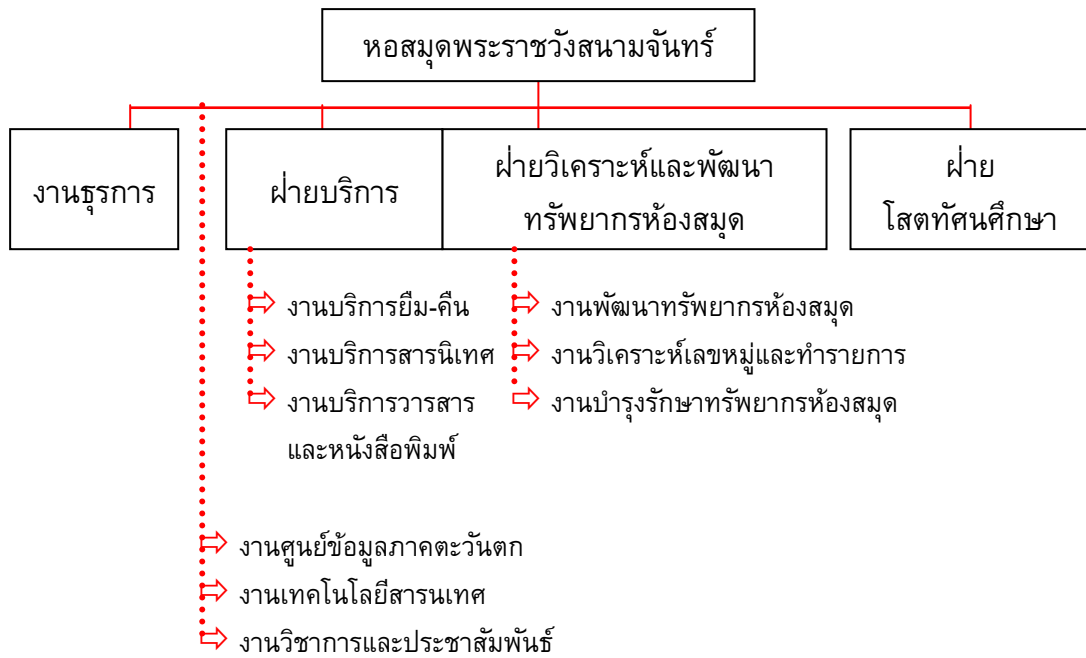 หอสมุดพระราชวังสนามจันทร์
งานธุรการ
ฝ่ายบริการ
ฝ่ายวิเคราะห์และพัฒนา
ทรัพยากรห้องสมุด
ฝ่าย
โสตทัศนศึกษา
งานบริการยืม-คืน
งานบริการสารนิเทศ
งานบริการวารสาร
และหนังสือพิมพ์
งานพัฒนาทรัพยากรห้องสมุด
งานวิเคราะห์เลขหมู่และทำรายการ
งานบำรุงรักษาทรัพยากรห้องสมุด
งานศูนย์ข้อมูลภาคตะวันตก
งานเทคโนโลยีสารนเทศ
งานวิชาการและประชาสัมพันธ์